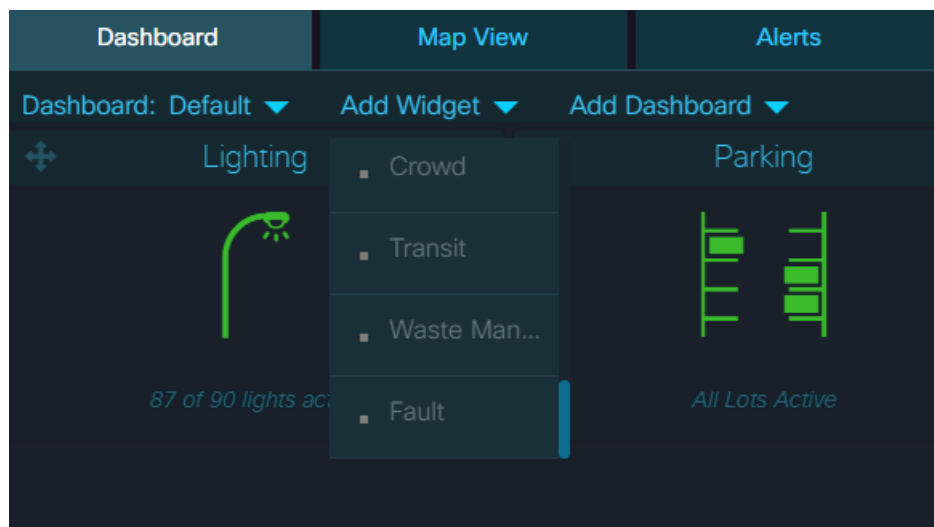 Dashboard
Map View
Alerts
Dashboard: Default
Add Widget
Add Dashboard
Lighting
Parking
Crowd
Transit
Waste Man...
Fault
87 of 90 lights
All Lots Active